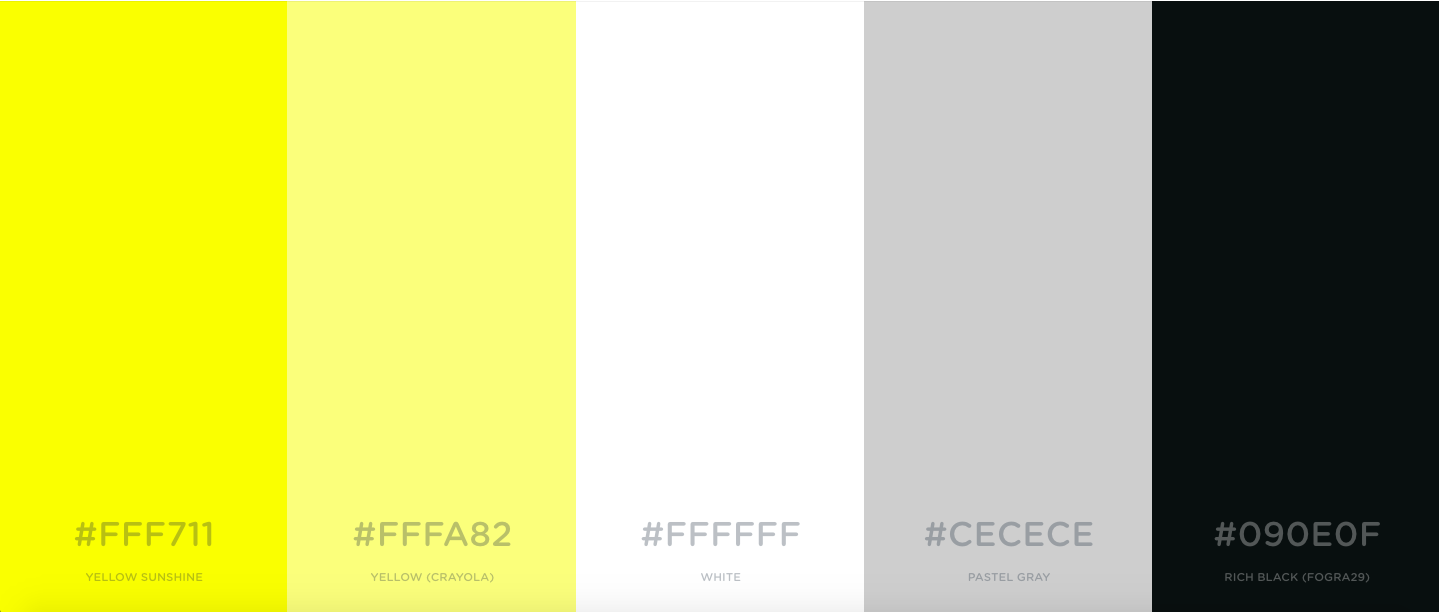 #FFF711
YELLOW SUNSHINE
#FFFA82
YELLOW (CRAYOLA)
#FFFFFF
WHITE
#CECECE
PASTEL GRAY
#090E0F
RICH BLACK (FOGRA29)